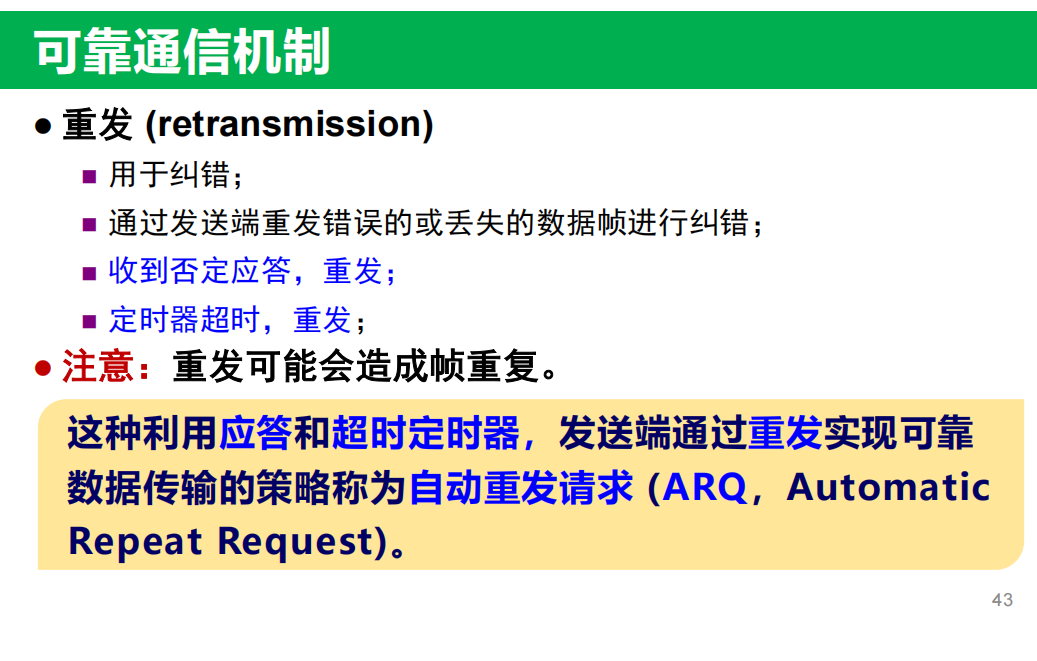 可靠通信机制
● 重发 (retransmission)
■ 用于纠错；
■ 通过发送端重发错误的或丢失的数据帧进行纠错；
■ 收到否定应答，重发；
■ 定时器超时，重发；
● 注意：重发可能会造成帧重复。
这种利用应答和超时定时器，发送端通过重发实现可靠
数据传输的策略称为自动重发请求 (ARQ，Automatic
Repeat Request)。
43